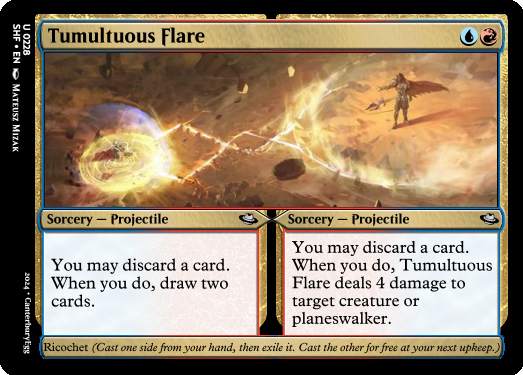 Tumultuous Flare
U 0228
SHF • EN Mateusz Mizak
Sorcery — Projectile
You may discard a card.
When you do, draw two
cards.
Sorcery — Projectile
You may discard a card.
When you do, Tumultuous
Flare deals 4 damage to
target creature or
planeswalker.
Ricochet (Cast one side from your hand, then exile it. Cast the other for free at your next upkeep.)
2024 • CanterburyEgg